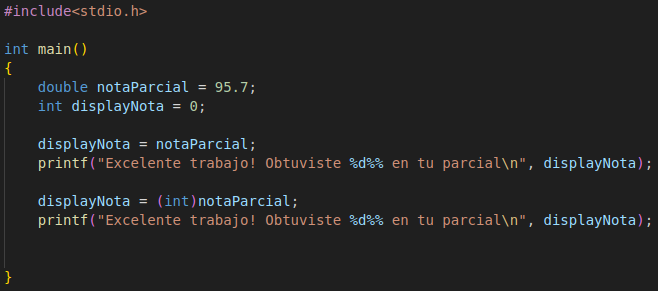 #include<stdio.h>
int main()
{
double notaParcial = 95.7;
int displayNota = 0;
displayNota = notaParcial;
printf("Excelente trabajo! Obtuviste %d%% en tu parcial\n", displayNota);
displayNota = (int)notaParcial;
printf("Excelente trabajo! Obtuviste %d%% en tu parcial\n", displayNota);
}